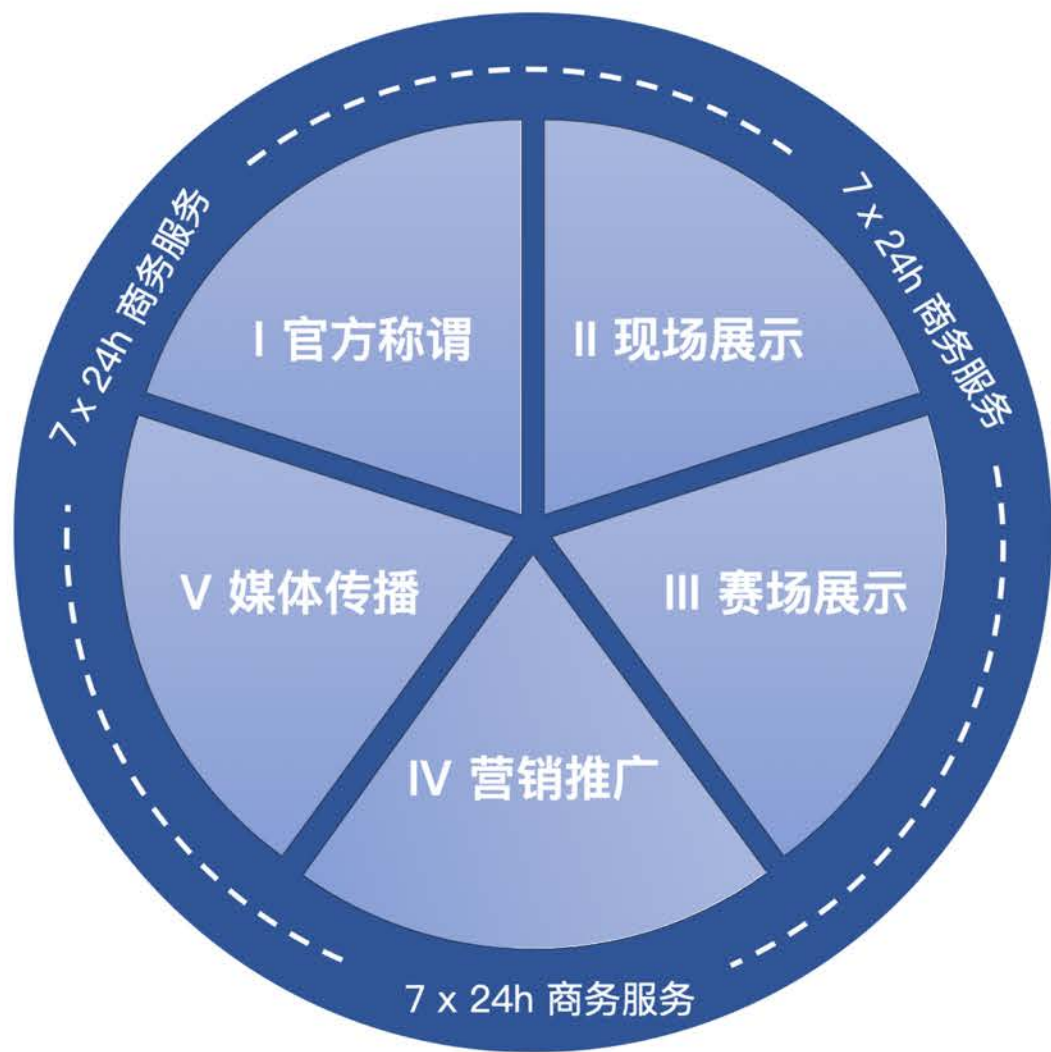 7 x 24h 商务服务
7 x 24h 商务服务
I 官方称谓
II 现场展示
V 媒体传播
III 赛场展示
IV 营销推广
7 x 24h 商务服务